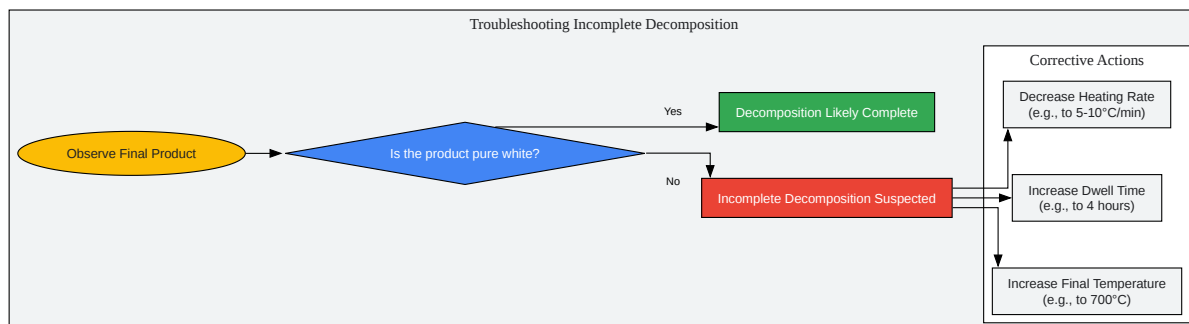 Troubleshooting Incomplete Decomposition
Observe Final Product
Is the product pure white?
Yes
No
Decomposition Likely Complete
Incomplete Decomposition Suspected
Corrective Actions
Decrease Heating Rate
(e.g., to 5-10°C/min)
Increase Dwell Time
(e.g., to 4 hours)
Increase Final Temperature
(e.g., to 700°C)